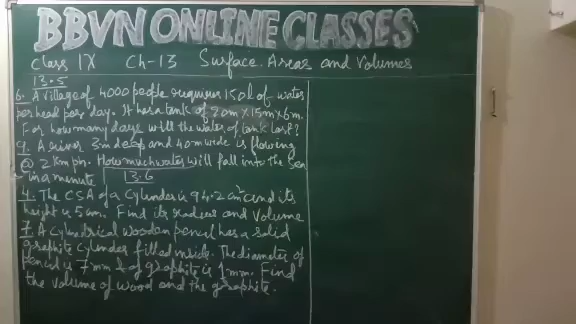 BBVN ONLINE CLASSES
Class IX Ch-13 Surface Areas and Volumes
13.5
6. A village of 4000 people requires 150l of water
per head per day. It has a tank of 20m x 15m x 6m.
For how many days will the water of tank last?
9. A river 3m deep and 40m wide is flowing
@ 2 Kmph. How much water will fall into the Sea
in a minute 13.6
4. The CSA of a Cylinder is 94.2 cm² and its
height is 5cm. Find its radius and Volume
7. A Cylindrical wooden pencil has a solid
graphite Cylinder filled inside. The diameter of
pencil is 7mm & of graphite is 1mm. Find
the volume of wood and the graphite.